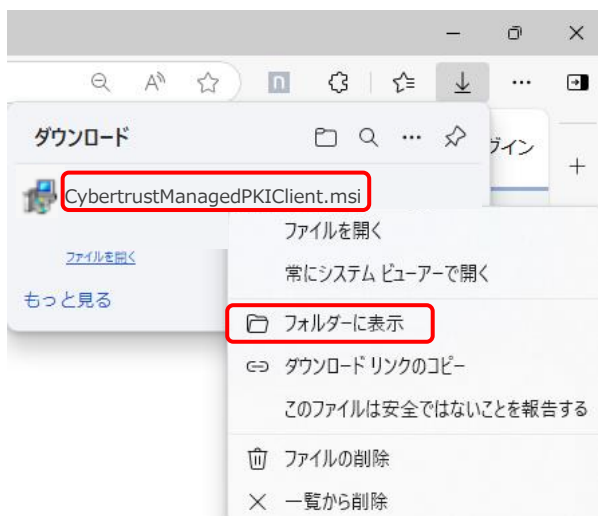 ダウンロード
グイン
CybertrustManagedPKIClient.msi
ファイルを開く
もっと見る
ファイルを開く
常にシステム ビューアーで開く
フォルダーに表示
ダウンロード リンクのコピー
このファイルは安全ではないことを報告する
ファイルの削除
一覧から削除